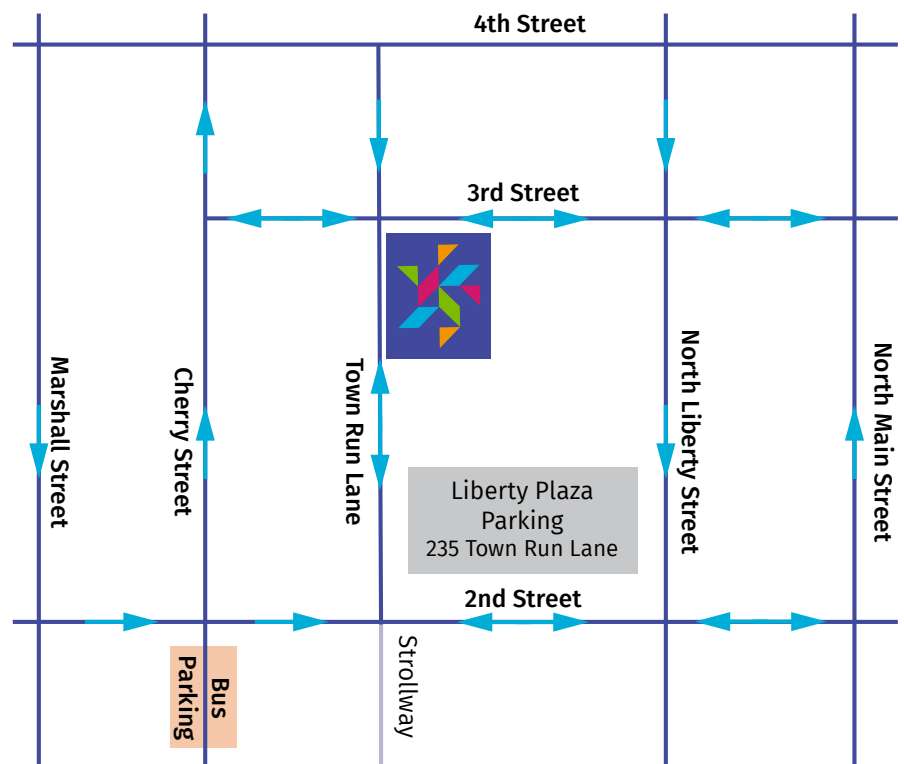 4th Street
3rd Street
Marshall Street
Cherry Street
Town Run Lane
North Liberty Street
North Main Street
Liberty Plaza
Parking
235 Town Run Lane
2nd Street
Bus
Parking
Strollway